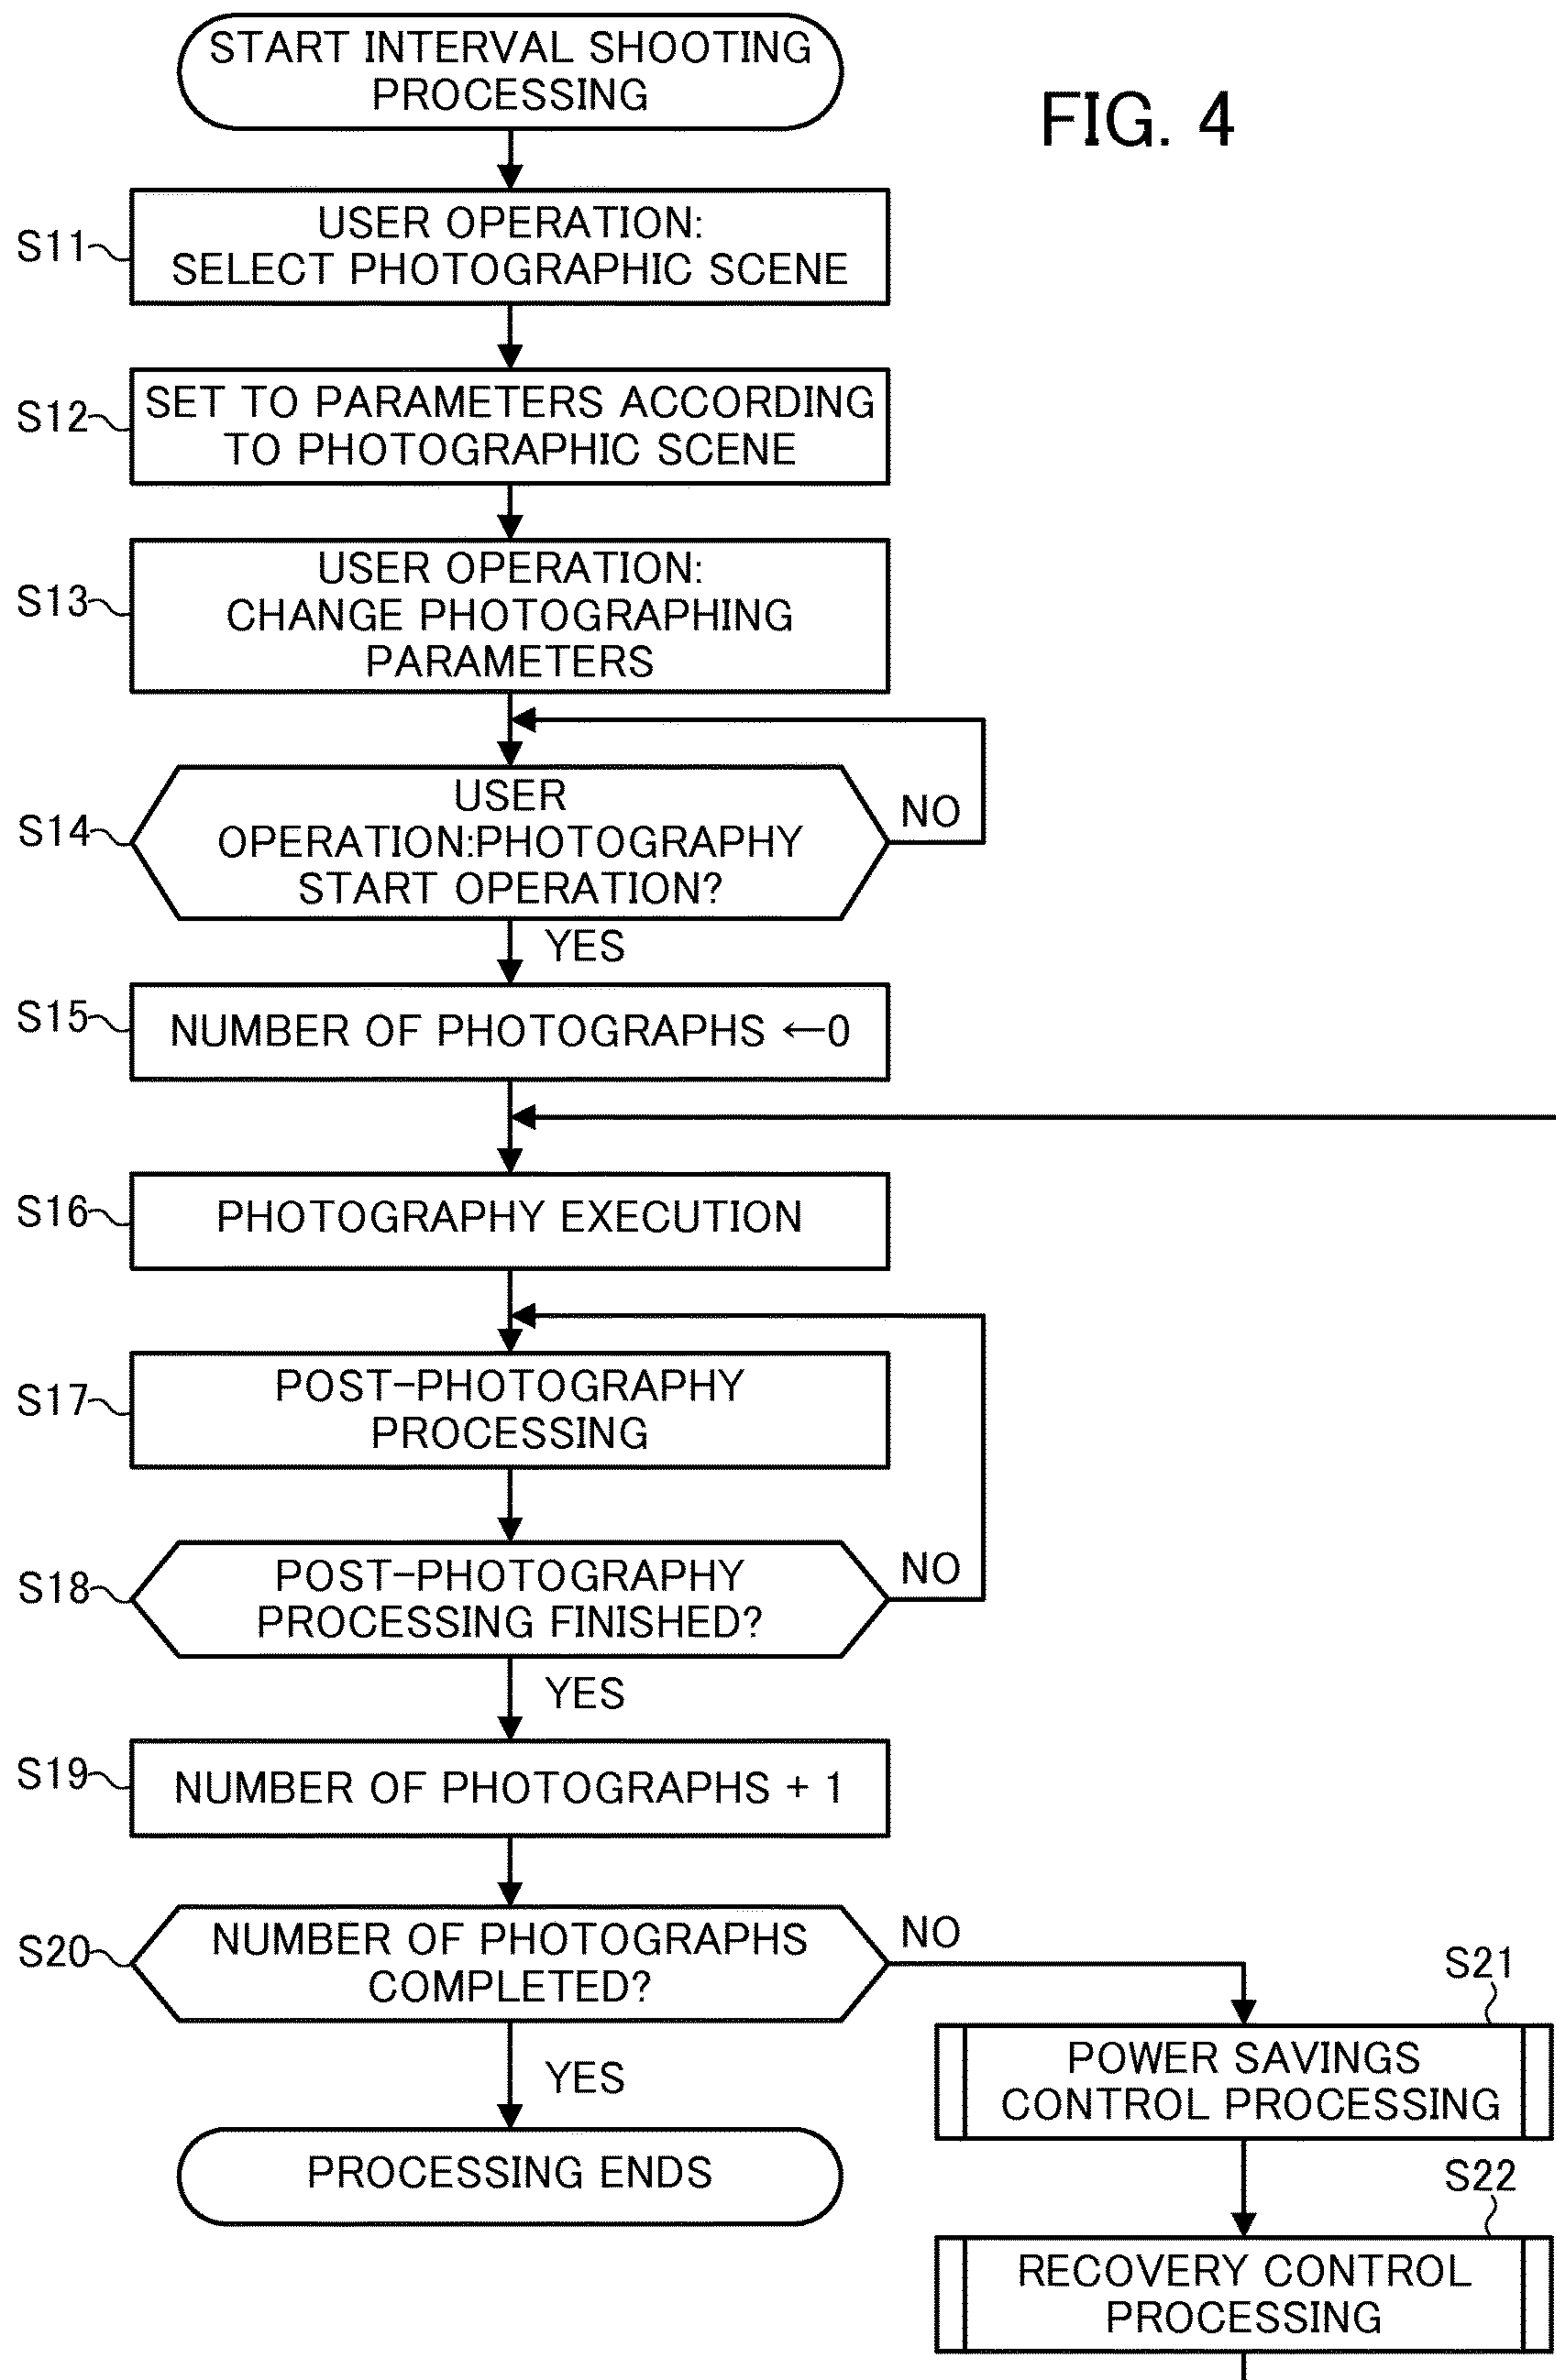 START INTERVAL SHOOTING
PROCESSING
FIG. 4
S11
USER OPERATION:
SELECT PHOTOGRAPHIC SCENE
S12
SET TO PARAMETERS ACCORDING
TO PHOTOGRAPHIC SCENE
S13
USER OPERATION:
CHANGE PHOTOGRAPHING
PARAMETERS
S14
USER
OPERATION:PHOTOGRAPHY
START OPERATION?
NO
YES
S15
NUMBER OF PHOTOGRAPHS ←0
S16
PHOTOGRAPHY EXECUTION
S17
POST-PHOTOGRAPHY
PROCESSING
S18
POST-PHOTOGRAPHY
PROCESSING FINISHED?
NO
YES
S19
NUMBER OF PHOTOGRAPHS + 1
S20
NUMBER OF PHOTOGRAPHS
COMPLETED?
NO
YES
PROCESSING ENDS
S21
POWER SAVINGS
CONTROL PROCESSING
S22
RECOVERY CONTROL
PROCESSING